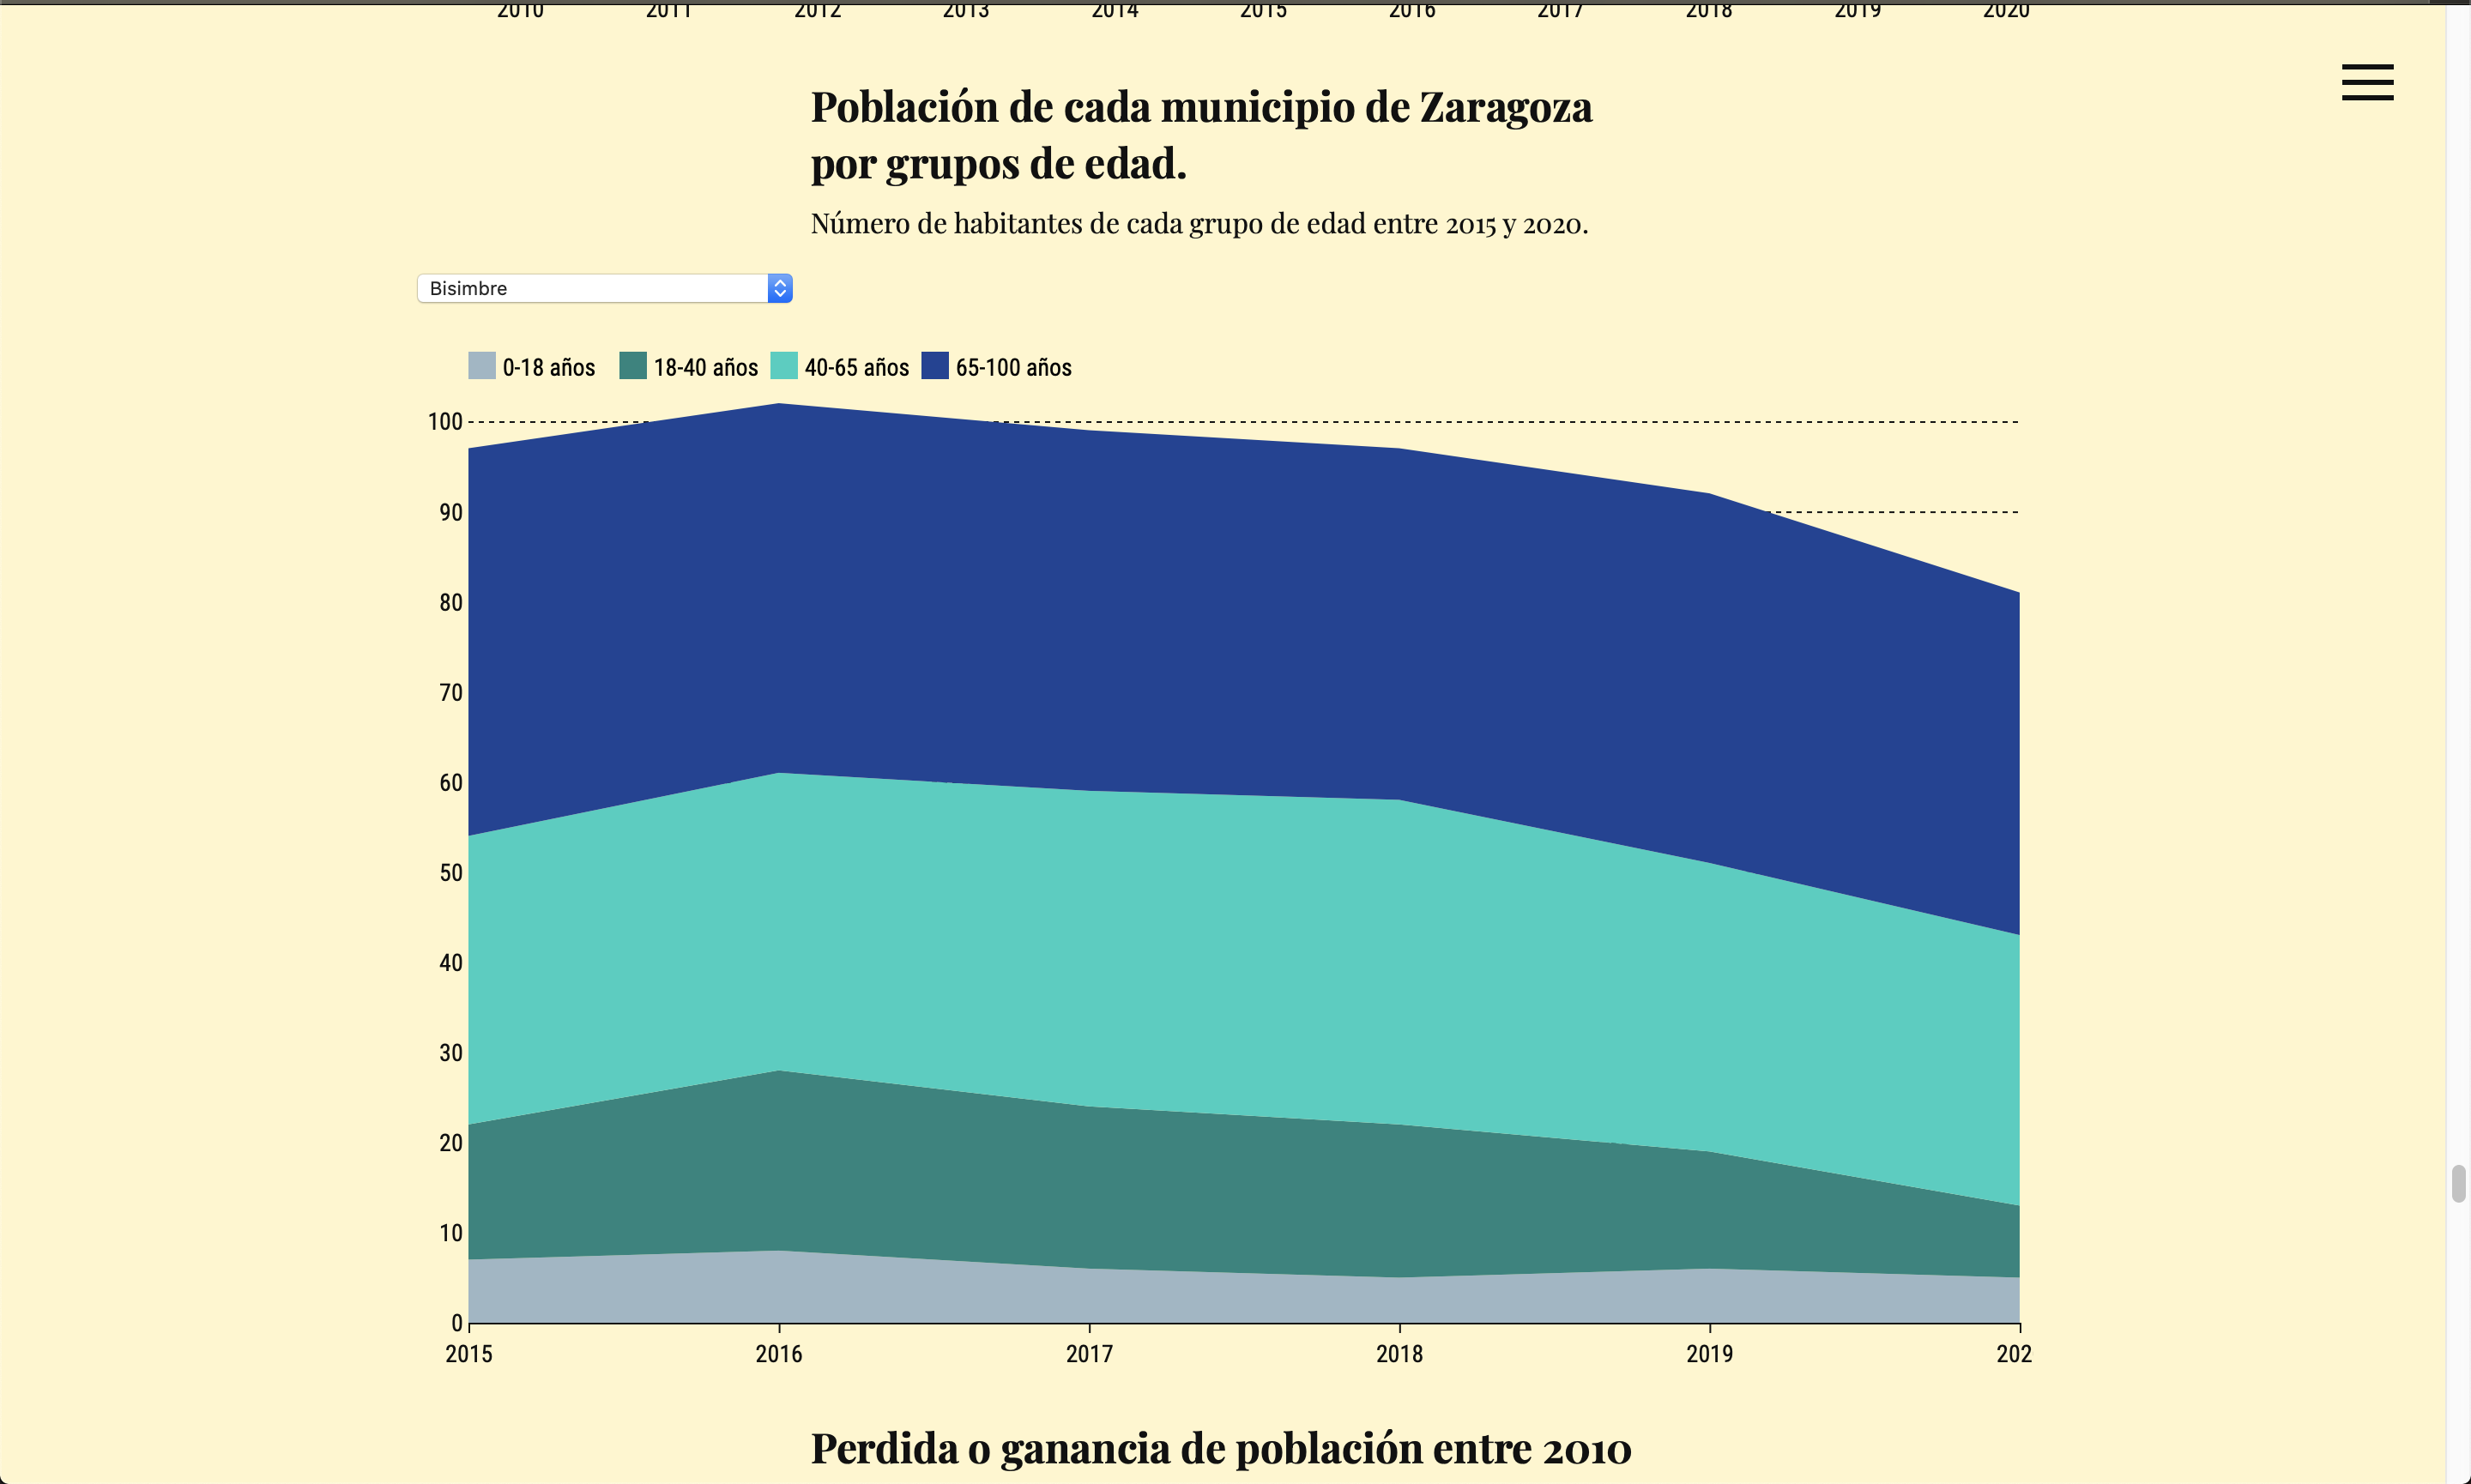 2010 2011 2012 2013 2014 2015 2016 2017 2018 2019 2020
Población de cada municipio de Zaragoza
por grupos de edad.
Número de habitantes de cada grupo de edad entre 2015 y 2020.
Bisimbre
0-18 años 18-40 años 40-65 años 65-100 años
100
90
80
70
60
50
40
30
20
10
0
2015 2016 2017 2018 2019 202
Perdida o ganancia de población entre 2010